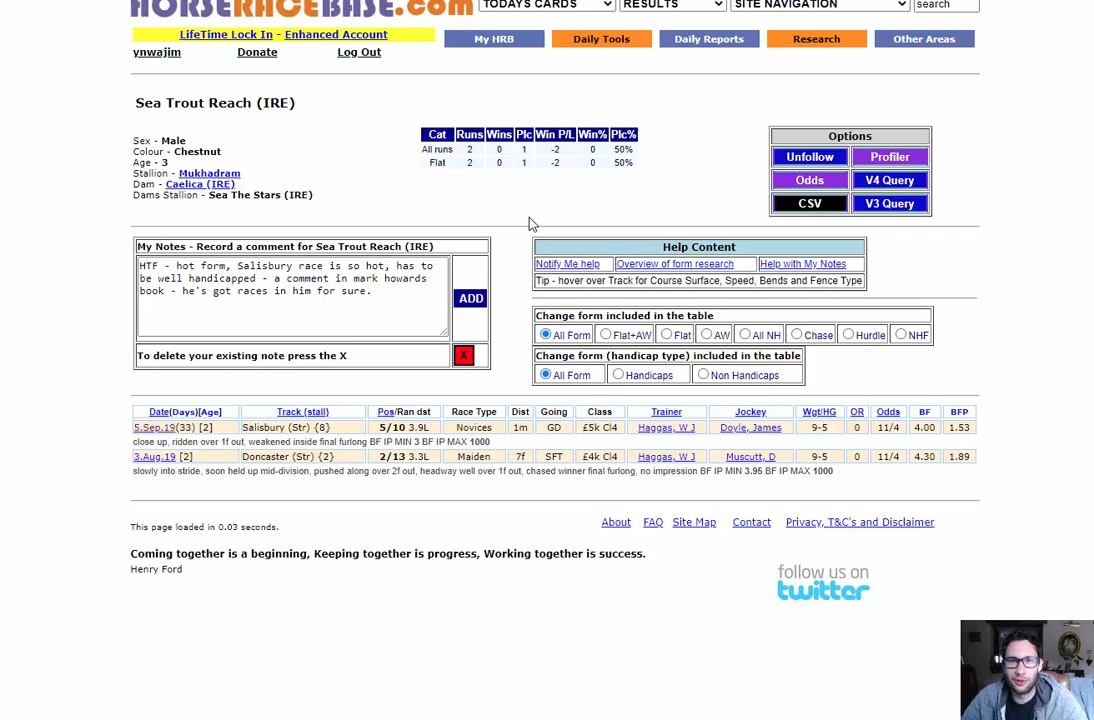 HORSERACEBASE.com
TODAYS CARDS RESULTS SITE NAVIGATION search
LifeTime Lock In - Enhanced Account
ynwajim Donate Log Out
My HRB Daily Tools Daily Reports Research Other Areas
Sea Trout Reach (IRE)
Sex - Male
Colour - Chestnut
Age - 3
Stallion - Mukhadram
Dam - Caelica (IRE)
Dams Stallion - Sea The Stars (IRE)
Cat Runs Wins Plc Win P/L Win% Plc%
All runs 2 0 1 -2 0 50%
Flat 2 0 1 -2 0 50%
Options
Unfollow Profiler
Odds V4 Query
CSV V3 Query
My Notes - Record a comment for Sea Trout Reach (IRE)
HTF - hot form, Salisbury race is so hot, has to
be well handicapped - a comment in mark howards
book - he's got races in him for sure.
ADD
To delete your existing note press the X X
Help Content
Notify Me help Overview of form research Help with My Notes
Tip - hover over Track for Course Surface, Speed, Bends and Fence Type
Change form included in the table
All Form Flat+AW Flat AW All NH Chase Hurdle NHF
Change form (handicap type) included in the table
All Form Handicaps Non Handicaps
Date(Days)[Age] Track (stall) Pos/Ran dst Race Type Dist Going Class Trainer Jockey Wgt/HG OR Odds BF BFP
5.Sep.19(33) [2] Salisbury (Str) {8} 5/10 3.9L Novices 1m GD £5k Cl4 Haggas, W J Doyle, James 9-5 0 11/4 4.00 1.53
close up, ridden over 1f out, weakened inside final furlong BF IP MIN 3 BF IP MAX 1000
3.Aug.19 [2] Doncaster (Str) {2} 2/13 3.3L Maiden 7f SFT £4k Cl4 Haggas, W J Muscutt, D 9-5 0 11/4 4.30 1.89
slowly into stride, soon held up mid-division, pushed along over 2f out, headway well over 1f out, chased winner final furlong, no impression BF IP MIN 3.95 BF IP MAX 1000
This page loaded in 0.03 seconds.
About FAQ Site Map Contact Privacy, T&C's and Disclaimer
Coming together is a beginning, Keeping together is progress, Working together is success.
Henry Ford
follow us on
twitter